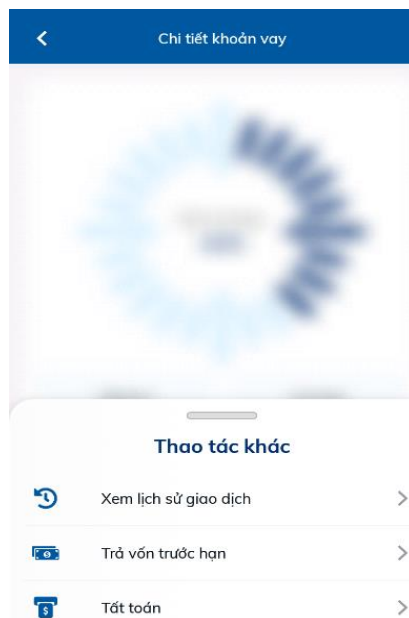 Chi tiết khoản vay
Thao tác khác
Xem lịch sử giao dịch
Trả vốn trước hạn
Tất toán